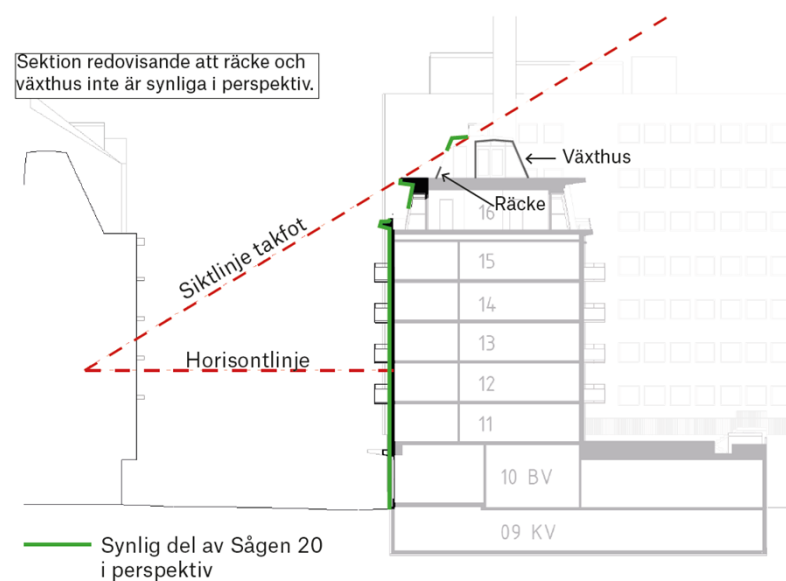 Sektion redovisande att räcke och
växthus inte är synliga i perspektiv.
Växthus
Räcke
16
Siktlinje takfot
15
14
13
Horisontlinje
12
11
10 BV
09 KV
Synlig del av Sågen 20
i perspektiv